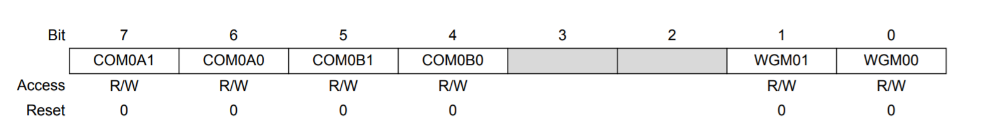 Bit 7 6 5 4 3 2 1 0
COM0A1 COM0A0 COM0B1 COM0B0 WGM01 WGM00
Access R/W R/W R/W R/W R/W R/W
Reset 0 0 0 0 0 0